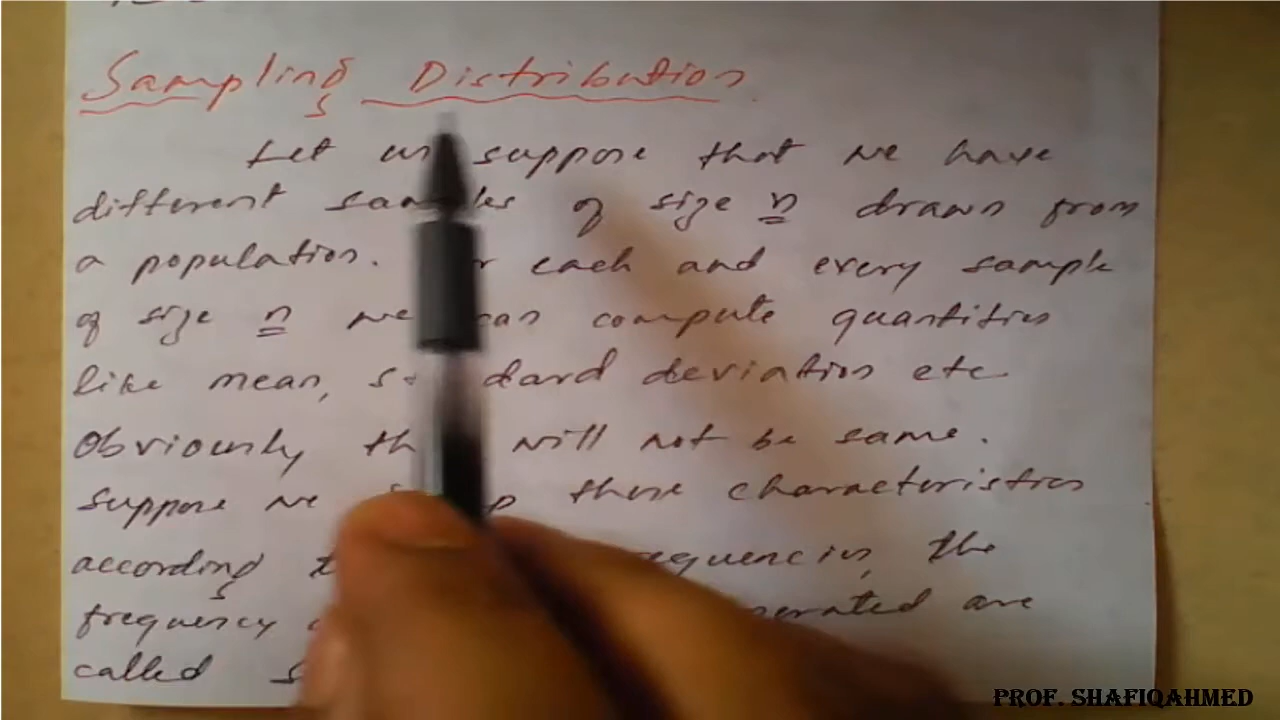 Sampling Distribution
Let us suppose that we have
different samples of size n drawn from
a population. each and every sample
of size n we can compute quantities
like mean, standard deviation etc
Obviously will not be same.
suppose we these characteristics
according the
frequency are
called
PROF. SHAFIQAHMED